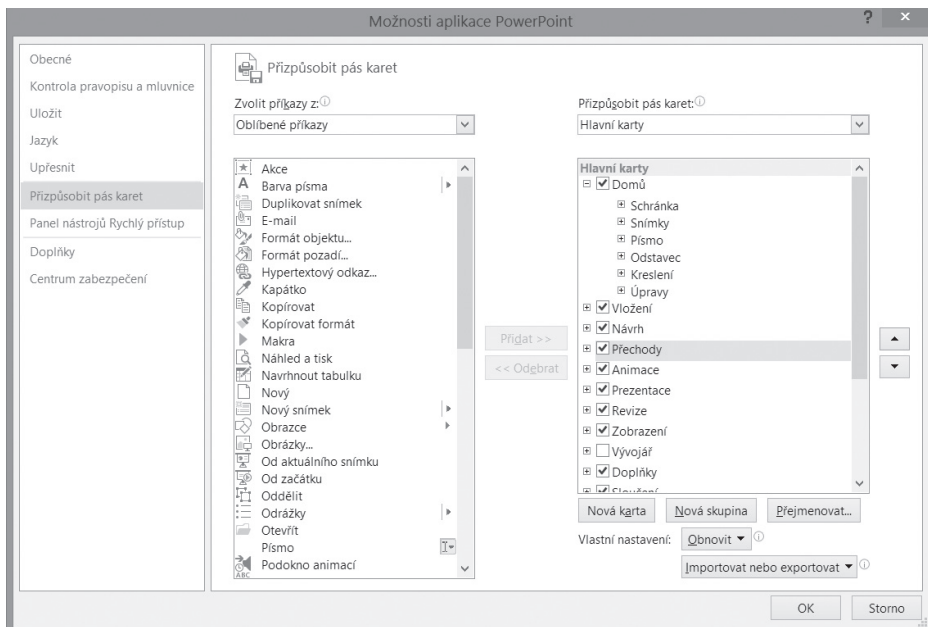 Možnosti aplikace PowerPoint
?
Obecné
Kontrola pravopisu a mluvnice
Uložit
Jazyk
Upřesnit
Přizpůsobit pás karet
Panel nástrojů Rychlý přístup
Doplňky
Centrum zabezpečení
Přizpůsobit pás karet
Zvolit příkazy z:
Oblíbené příkazy
Akce
Barva písma
Duplikovat snímek
E-mail
Formát objektu...
Formát pozadí...
Hypertextový odkaz...
Kapátko
Kopírovat
Kopírovat formát
Makra
Náhled a tisk
Navrhnout tabulku
Nový
Nový snímek
Obrazce
Obrázky...
Od aktuálního snímku
Od začátku
Oddělit
Odrážky
Otevřít
Písmo
Podokno animací
ABC
Přidat >>
<< Odebrat
Přizpůsobit pás karet:
Hlavní karty
Hlavní karty
Domů
Schránka
Snímky
Písmo
Odstavec
Kreslení
Úpravy
Vložení
Návrh
Přechody
Animace
Prezentace
Revize
Zobrazení
Vývojář
Doplňky
Sloučení
Nová karta
Nová skupina
Přejmenovat...
Vlastní nastavení:
Obnovit
Importovat nebo exportovat
OK
Storno